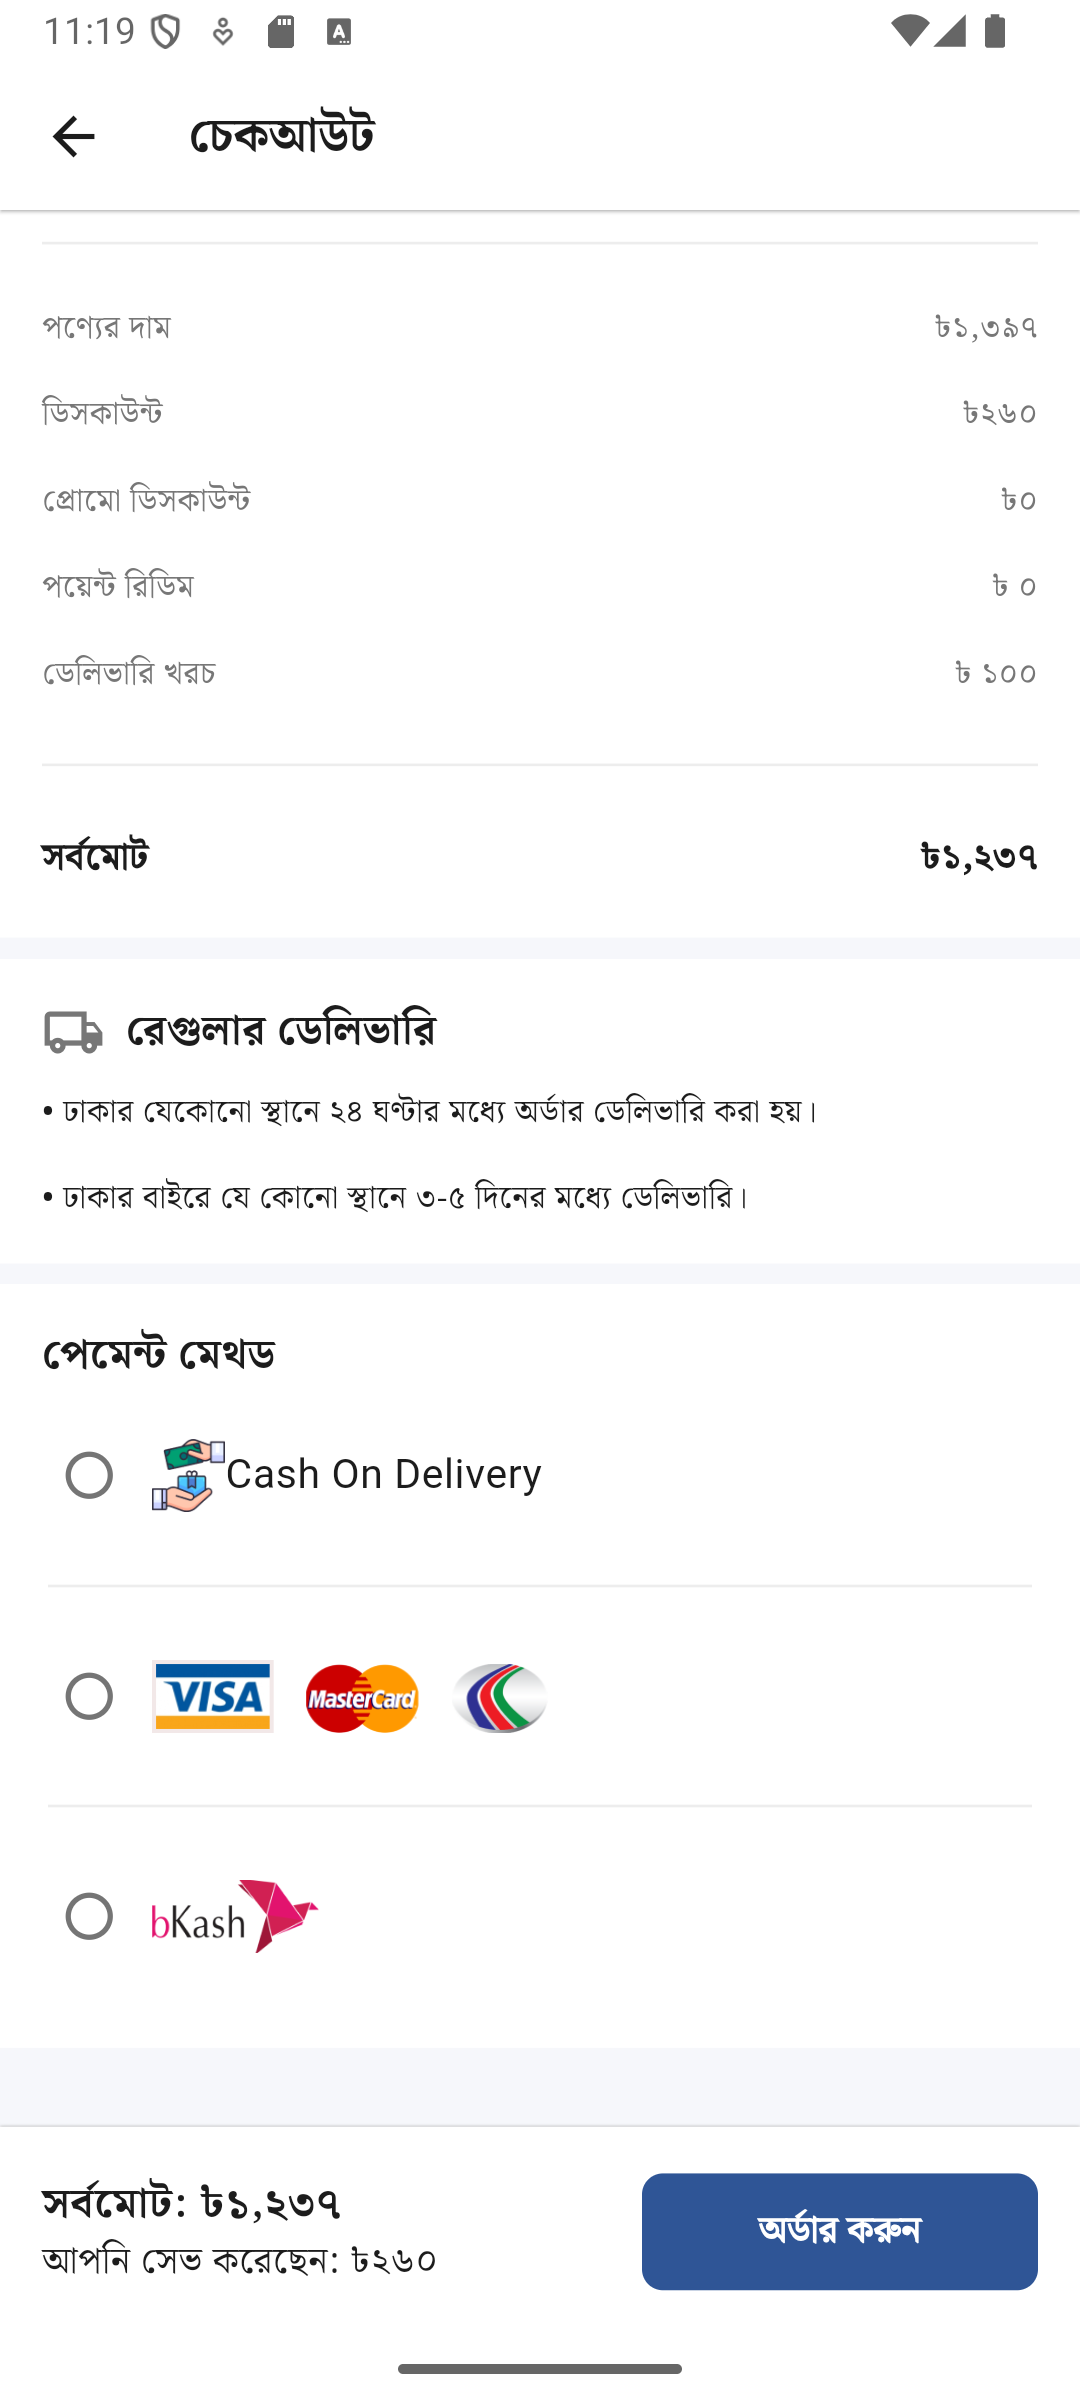 11:19
চেকআউট
পণ্যের দাম ৳১,৩৯৭
ডিসকাউন্ট ৳২৬০
প্রোমো ডিসকাউন্ট ৳০
পয়েন্ট রিডিম ৳ ০
ডেলিভারি খরচ ৳ ১০০
সর্বমোট ৳১,২৩৭
রেগুলার ডেলিভারি
• ঢাকার যেকোনো স্থানে ২৪ ঘণ্টার মধ্যে অর্ডার ডেলিভারি করা হয়।
• ঢাকার বাইরে যে কোনো স্থানে ৩-৫ দিনের মধ্যে ডেলিভারি।
পেমেন্ট মেথড
Cash On Delivery
VISA MasterCard
bKash
সর্বমোট: ৳১,২৩৭
আপনি সেভ করেছেন: ৳২৬০
অর্ডার করুন